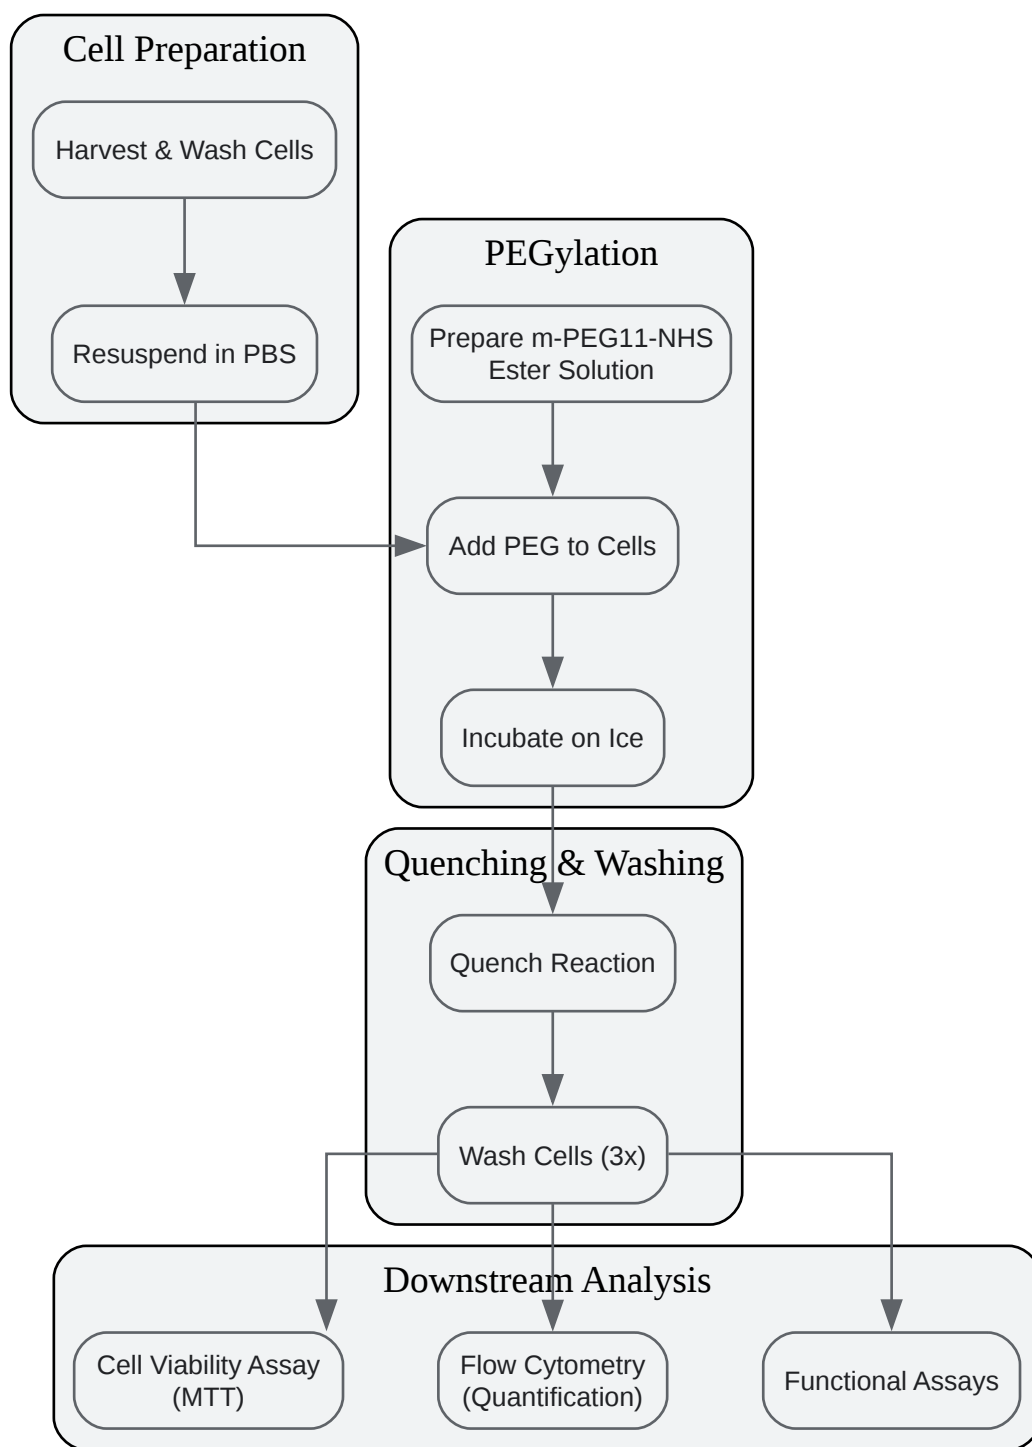 Cell Preparation
Harvest & Wash Cells
Resuspend in PBS
PEGylation
Prepare m-PEG11-NHS
Ester Solution
Add PEG to Cells
Incubate on Ice
Quenching & Washing
Quench Reaction
Wash Cells (3x)
Downstream Analysis
Cell Viability Assay
(MTT)
Flow Cytometry
(Quantification)
Functional Assays